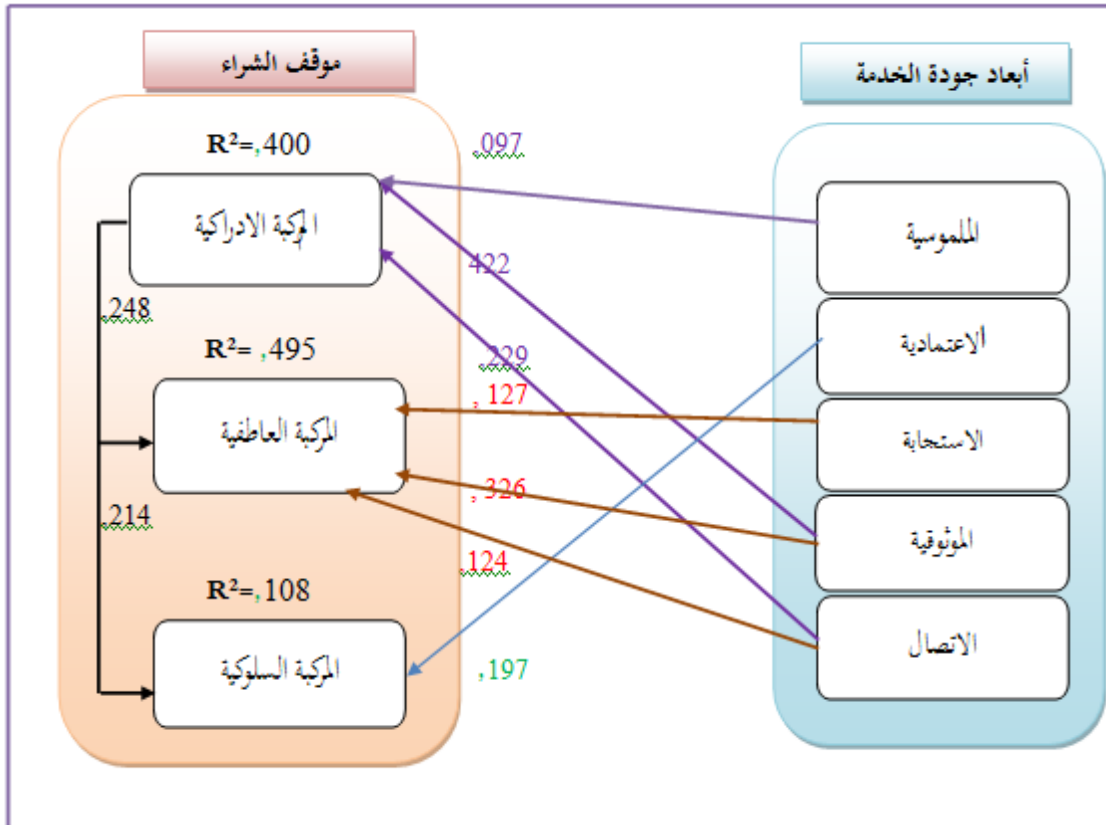 أبعاد جودة الخدمة
موقف الشراء
الملموسية
ألاعتمادية
الاستجابة
الموثوقية
الاتصال
,097
422
,229
, 127
, 326
,124
,197
R²=,400
المركبة الادراكية
,248
R²= ,495
المركبة العاطفية
,214
R²=,108
المركبة السلوكية